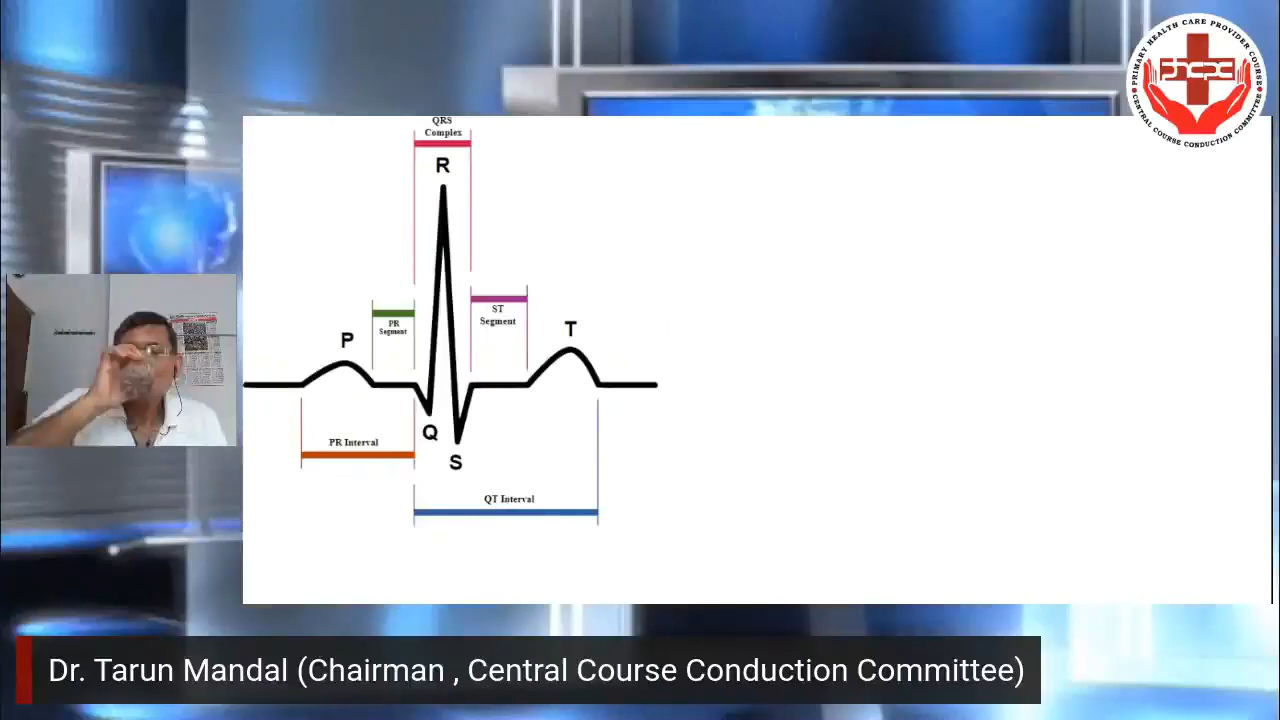 PRIMARY HEALTH CARE PROVIDER COURSE
CENTRAL COURSE CONDUCTION COMMITTEE
QRS
Complex
R
PR
Segment
ST
Segment
P
T
Q
S
PR Interval
QT Interval
Dr. Tarun Mandal (Chairman , Central Course Conduction Committee)